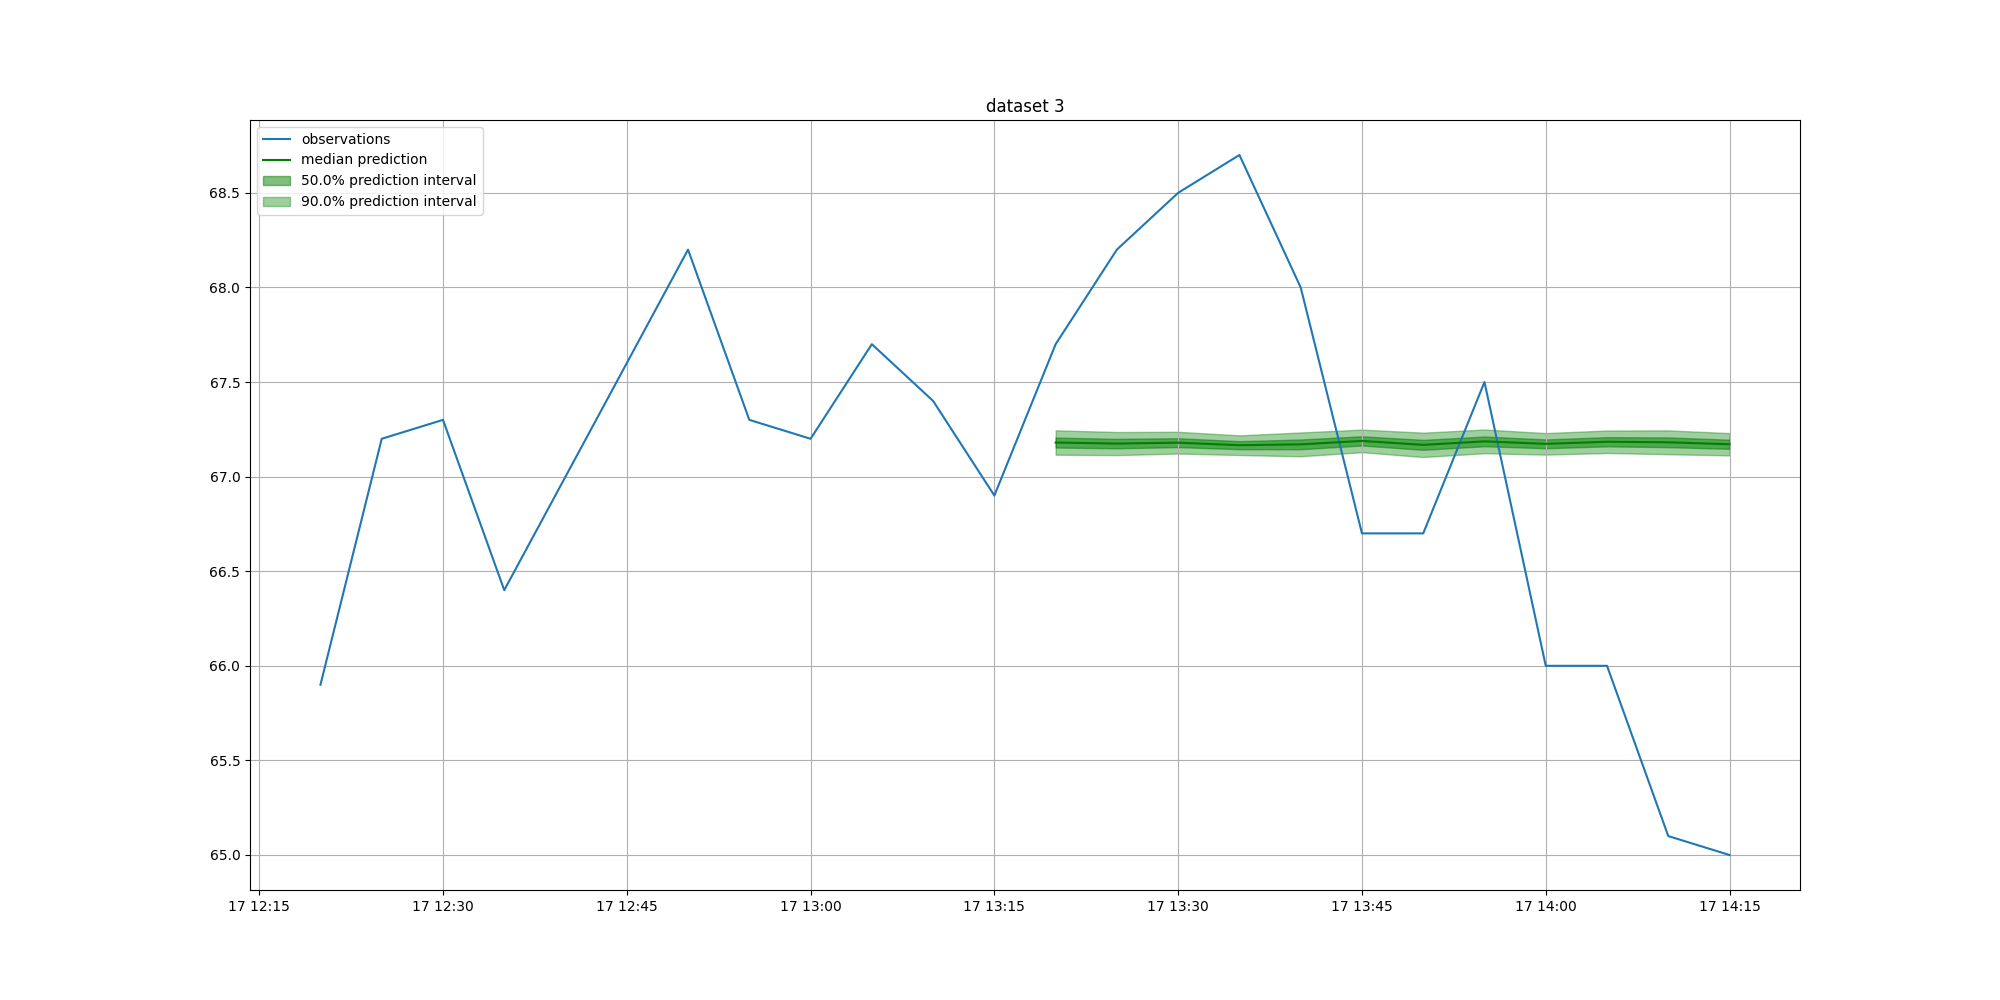 dataset 3
observations
median prediction
50.0% prediction interval
90.0% prediction interval
68.5
68.0
67.5
67.0
66.5
66.0
65.5
65.0
17 12:15 17 12:30 17 12:45 17 13:00 17 13:15 17 13:30 17 13:45 17 14:00 17 14:15